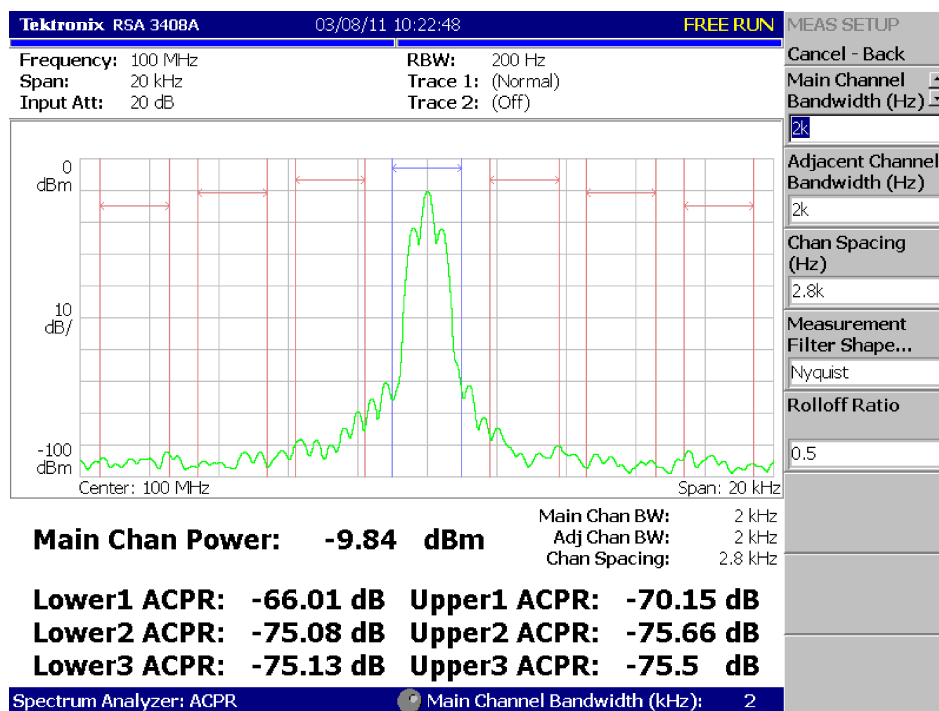 Tektronix RSA 3408A 03/08/11 10:22:48 FREE RUN
Frequency: 100 MHz RBW: 200 Hz
Span: 20 kHz Trace 1: (Normal)
Input Att: 20 dB Trace 2: (Off)
0
dBm
10
dB/
-100
dBm
Center: 100 MHz Span: 20 kHz
Main Chan Power: -9.84 dBm
Main Chan BW: 2 kHz
Adj Chan BW: 2 kHz
Chan Spacing: 2.8 kHz
Lower1 ACPR: -66.01 dB Upper1 ACPR: -70.15 dB
Lower2 ACPR: -75.08 dB Upper2 ACPR: -75.66 dB
Lower3 ACPR: -75.13 dB Upper3 ACPR: -75.5 dB
Spectrum Analyzer: ACPR Main Channel Bandwidth (kHz): 2
MEAS SETUP
Cancel - Back
Main Channel
Bandwidth (Hz)
2k
Adjacent Channel
Bandwidth (Hz)
2k
Chan Spacing
(Hz)
2.8k
Measurement
Filter Shape...
Nyquist
Rolloff Ratio
0.5